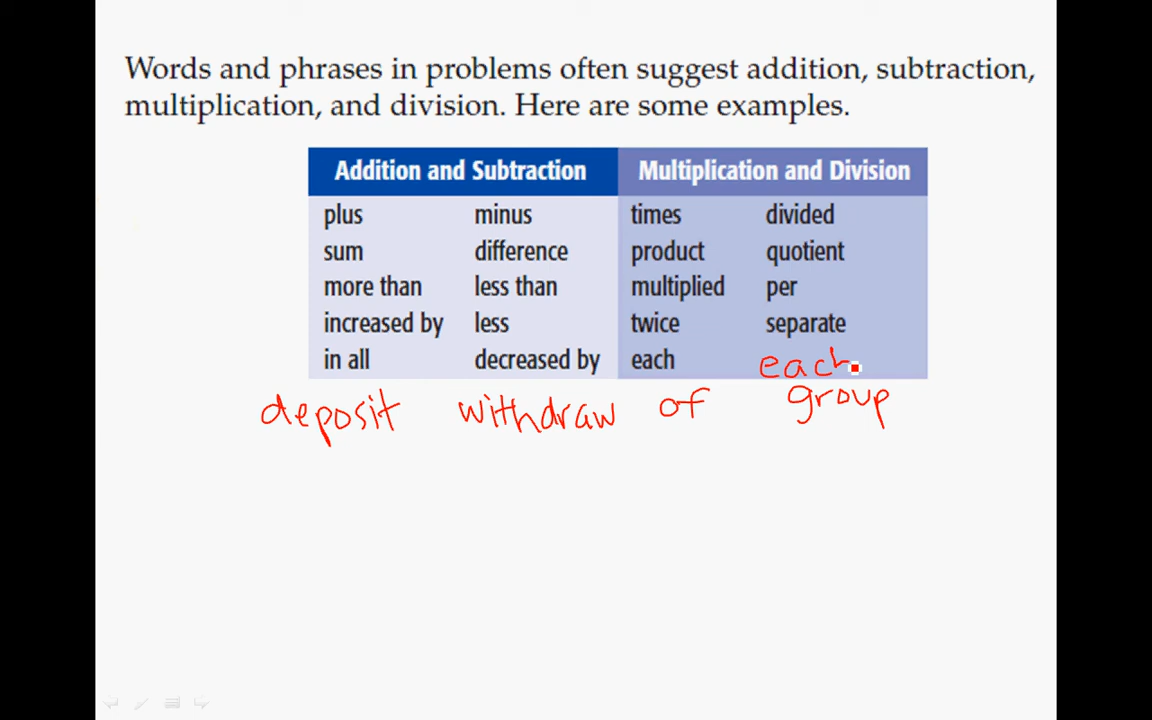 Words and phrases in problems often suggest addition, subtraction,
multiplication, and division. Here are some examples.
Addition and Subtraction Multiplication and Division
plus minus times divided
sum difference product quotient
more than less than multiplied per
increased by less twice separate
in all decreased by each each
deposit withdraw of group